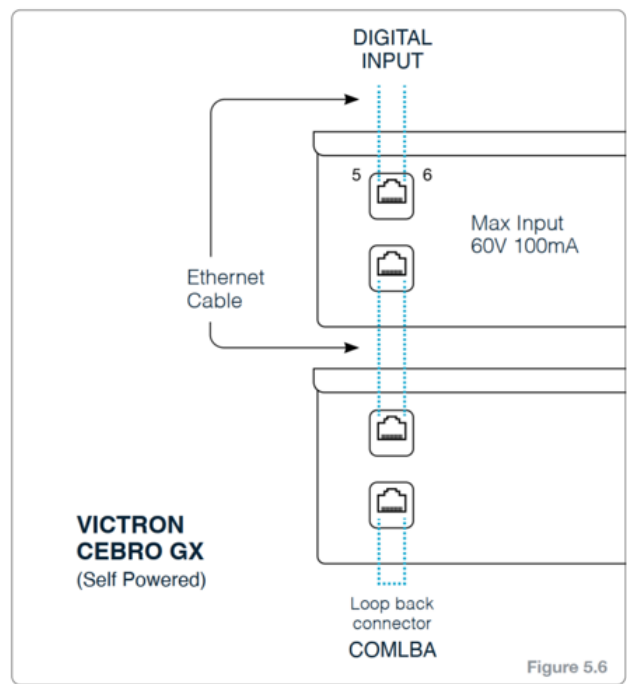 DIGITAL
INPUT
5
6
Max Input
60V 100mA
Ethernet
Cable
VICTRON
CEBRO GX
(Self Powered)
Loop back
connector
COMLBA
Figure 5.6